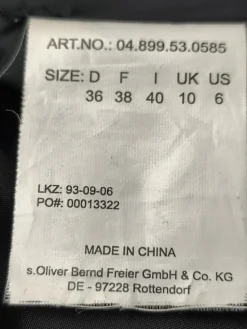 ART.NO.: 04.899.53.0585
SIZE: D F I UK US
36 38 40 10 6
LKZ: 93-09-06
PO#: 00013322
MADE IN CHINA
s.Oliver Bernd Freier GmbH & Co. KG
DE - 97228 Rottendorf